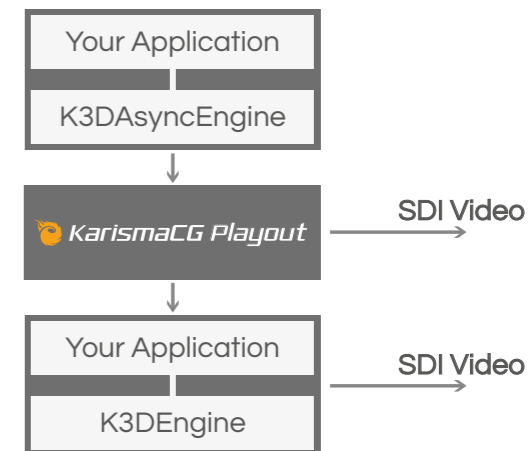 Your Application
K3DAsyncEngine
KarismaCG Playout
SDI Video
Your Application
SDI Video
K3DEngine